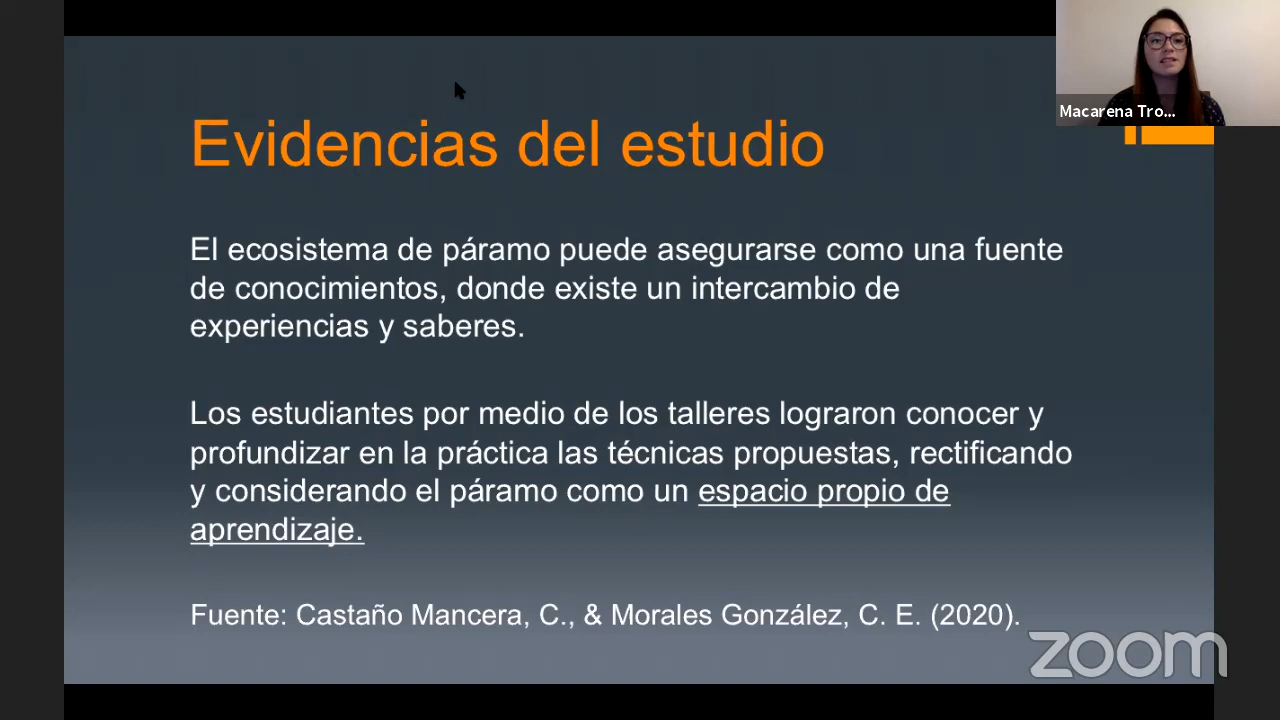 Macarena Tro...
Evidencias del estudio
El ecosistema de páramo puede asegurarse como una fuente
de conocimientos, donde existe un intercambio de
experiencias y saberes.
Los estudiantes por medio de los talleres lograron conocer y
profundizar en la práctica las técnicas propuestas, rectificando
y considerando el páramo como un espacio propio de
aprendizaje.
Fuente: Castaño Mancera, C., & Morales González, C. E. (2020).
zoom